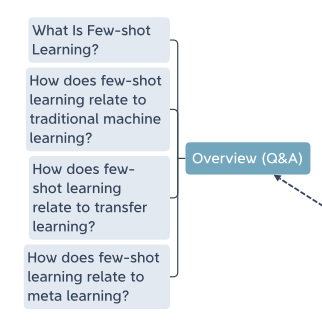 What Is Few-shot
Learning?
How does few-shot
learning relate to
traditional machine
learning?
How does few-
shot learning
relate to transfer
learning?
How does few-shot
learning relate to
meta learning?
Overview (Q&A)